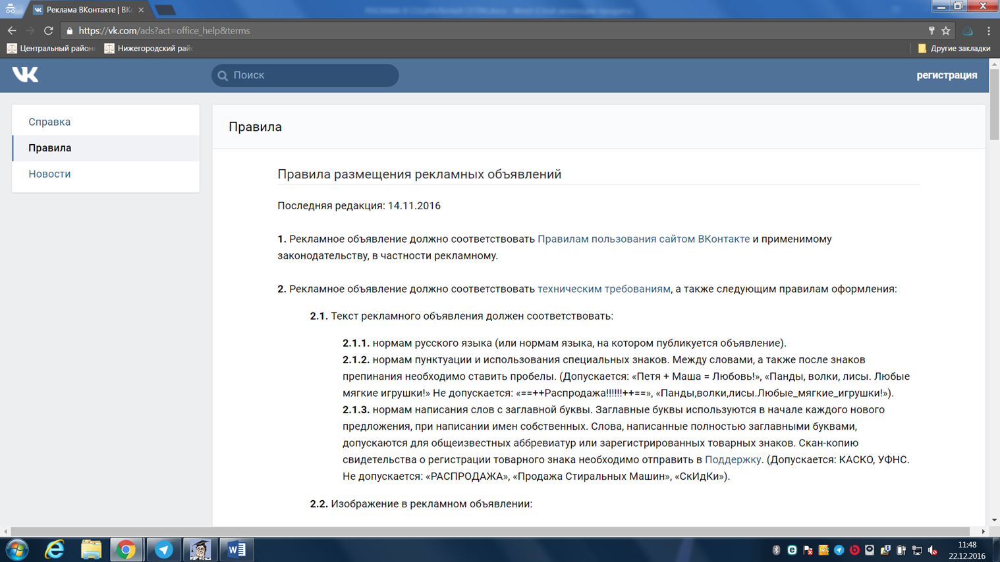 Реклама ВКонтакте | ВКо
https://vk.com/ads?act=office_help&terms
Центральный район
Нижегородский рай
Другие закладки
Поиск
регистрация
Справка
Правила
Новости
Правила
Правила размещения рекламных объявлений
Последняя редакция: 14.11.2016
1. Рекламное объявление должно соответствовать Правилам пользования сайтом ВКонтакте и применимому
законодательству, в частности рекламному.
2. Рекламное объявление должно соответствовать техническим требованиям, а также следующим правилам оформления:
2.1. Текст рекламного объявления должен соответствовать:
2.1.1. нормам русского языка (или нормам языка, на котором публикуется объявление).
2.1.2. нормам пунктуации и использования специальных знаков. Между словами, а также после знаков
препинания необходимо ставить пробелы. (Допускается: «Петя + Маша = Любовь!», «Панды, волки, лисы. Любые
мягкие игрушки!» Не допускается: «==++Распродажа!!!!!!++==», «Панды,волки,лисы.Любые_мягкие_игрушки!»).
2.1.3. нормам написания слов с заглавной буквы. Заглавные буквы используются в начале каждого нового
предложения, при написании имен собственных. Слова, написанные полностью заглавными буквами,
допускаются для общеизвестных аббревиатур или зарегистрированных товарных знаков. Скан-копию
свидетельства о регистрации товарного знака необходимо отправить в Поддержку. (Допускается: КАСКО, УФНС.
Не допускается: «РАСПРОДАЖА», «Продажа Стиральных Машин», «СкИдКи»).
2.2. Изображение в рекламном объявлении:
11:48
22.12.2016